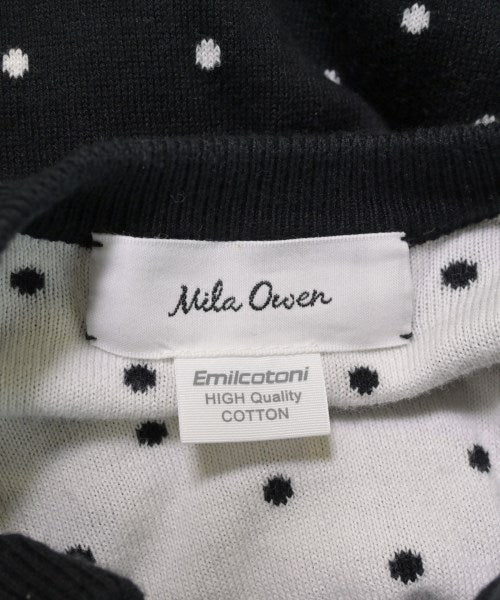 Mila Owen
Emilcotoni
HIGH Quality
COTTON